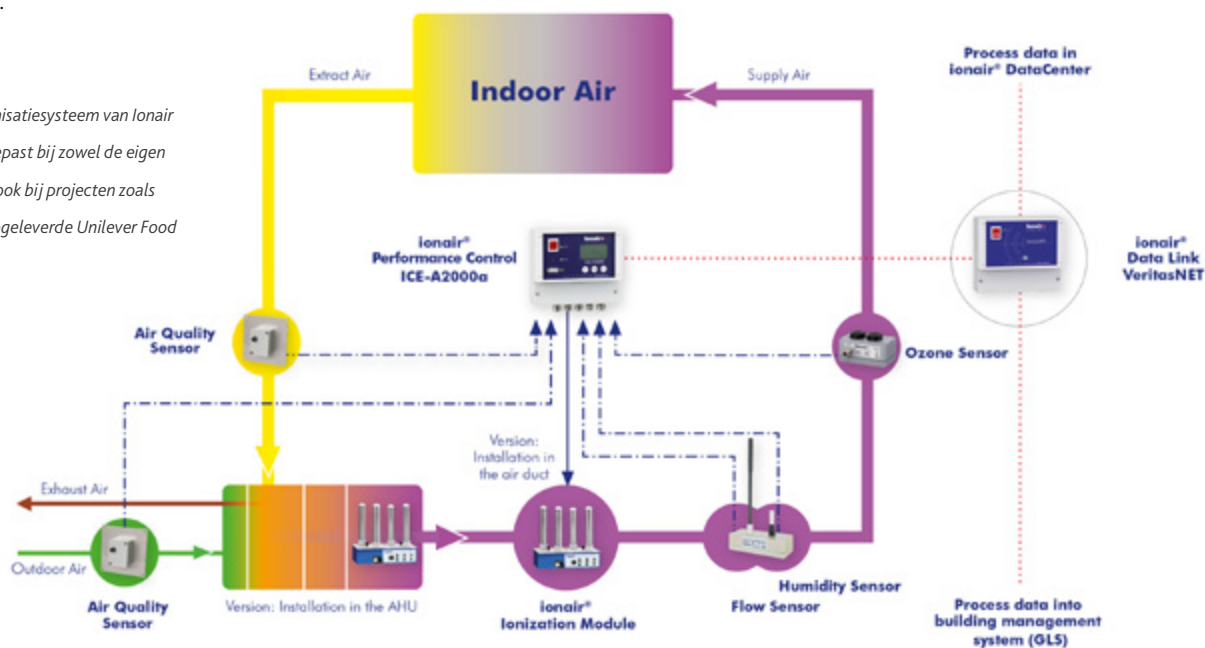 .
Process data in
ionair® DataCenter
Extract Air
Supply Air
Indoor Air
nisatiesysteem van Ionair
epast bij zowel de eigen
ook bij projecten zoals
ogeleverde Unilever Food
ionair®
Performance Control
ICE-A2000a
ionair®
Data Link
VeritasNET
Air Quality
Sensor
Ozone Sensor
Version:
Installation in
the air duct
Exhaust Air
Outdoor Air
Air Quality
Sensor
Version: Installation in the AHU
ionair®
Ionization Module
Humidity Sensor
Flow Sensor
Process data into
building management
system (GLS)